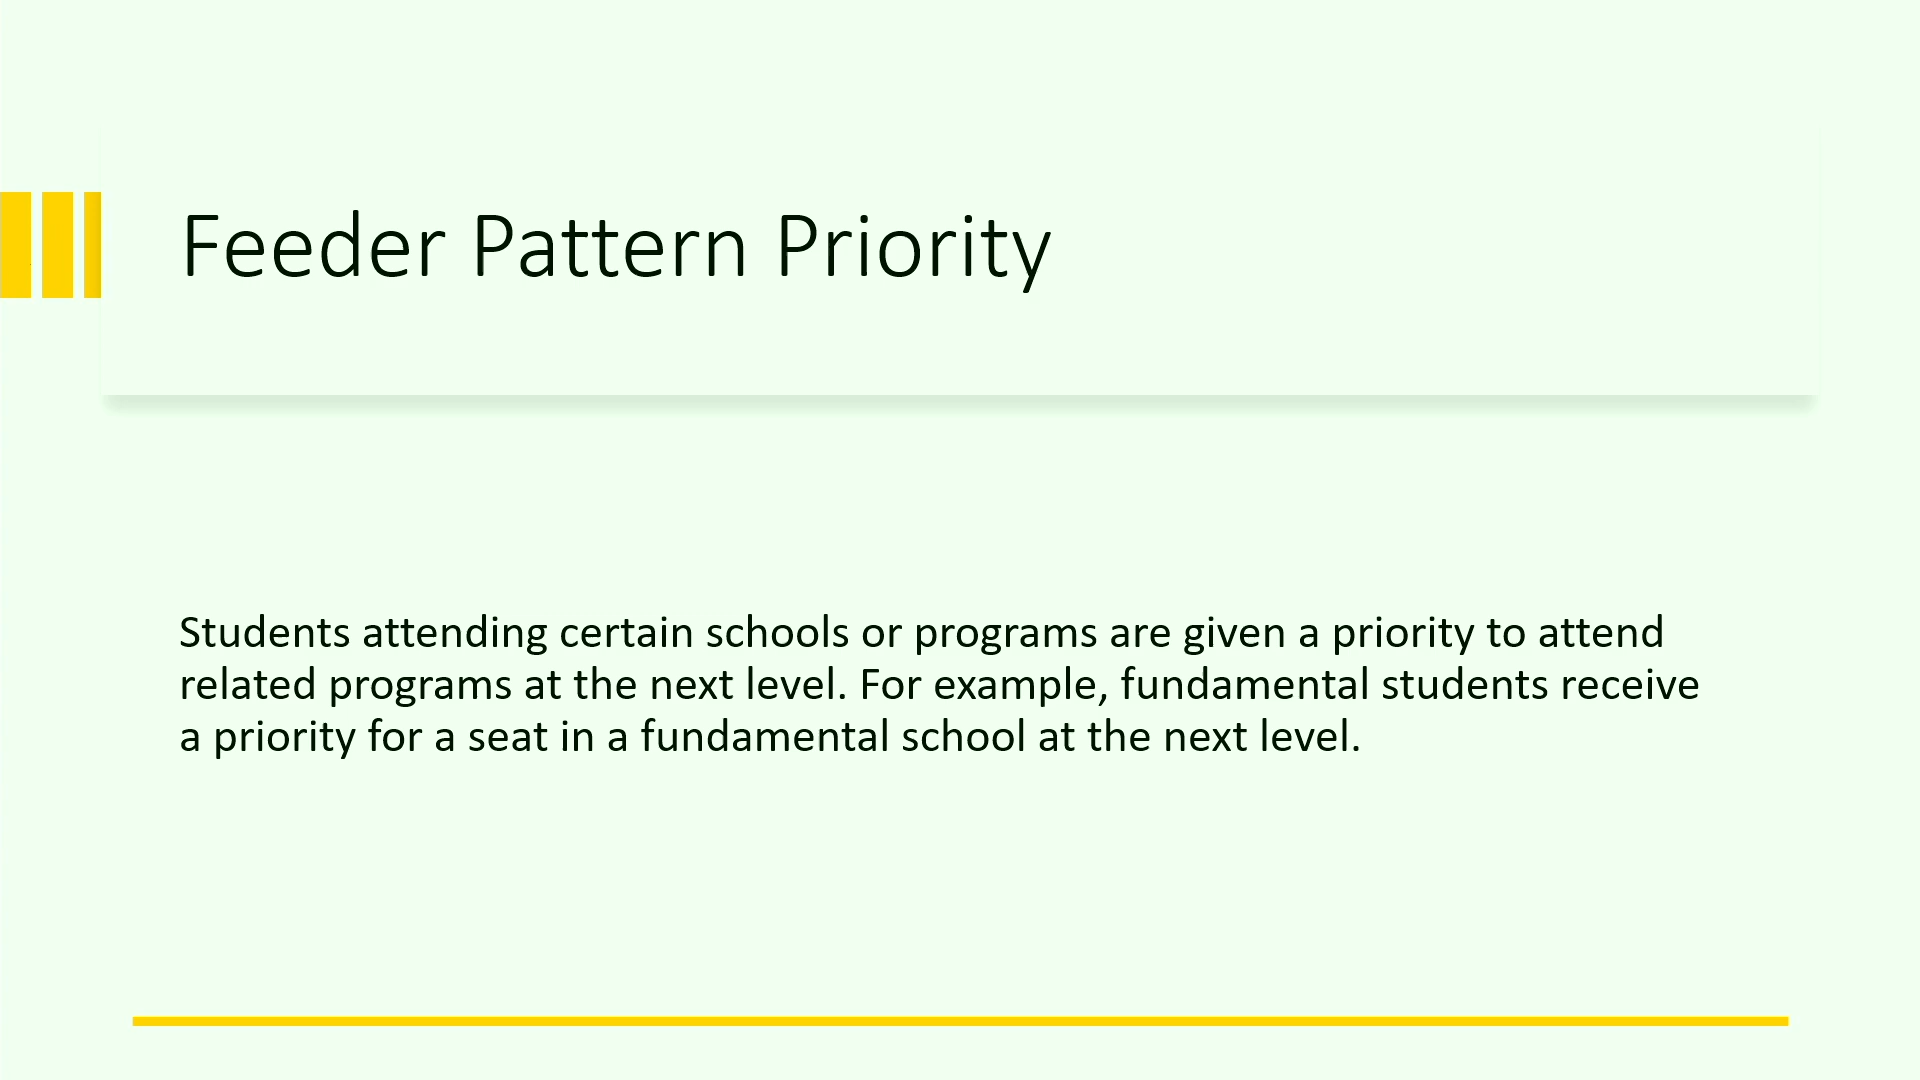 Feeder Pattern Priority
Students attending certain schools or programs are given a priority to attend
related programs at the next level. For example, fundamental students receive
a priority for a seat in a fundamental school at the next level.